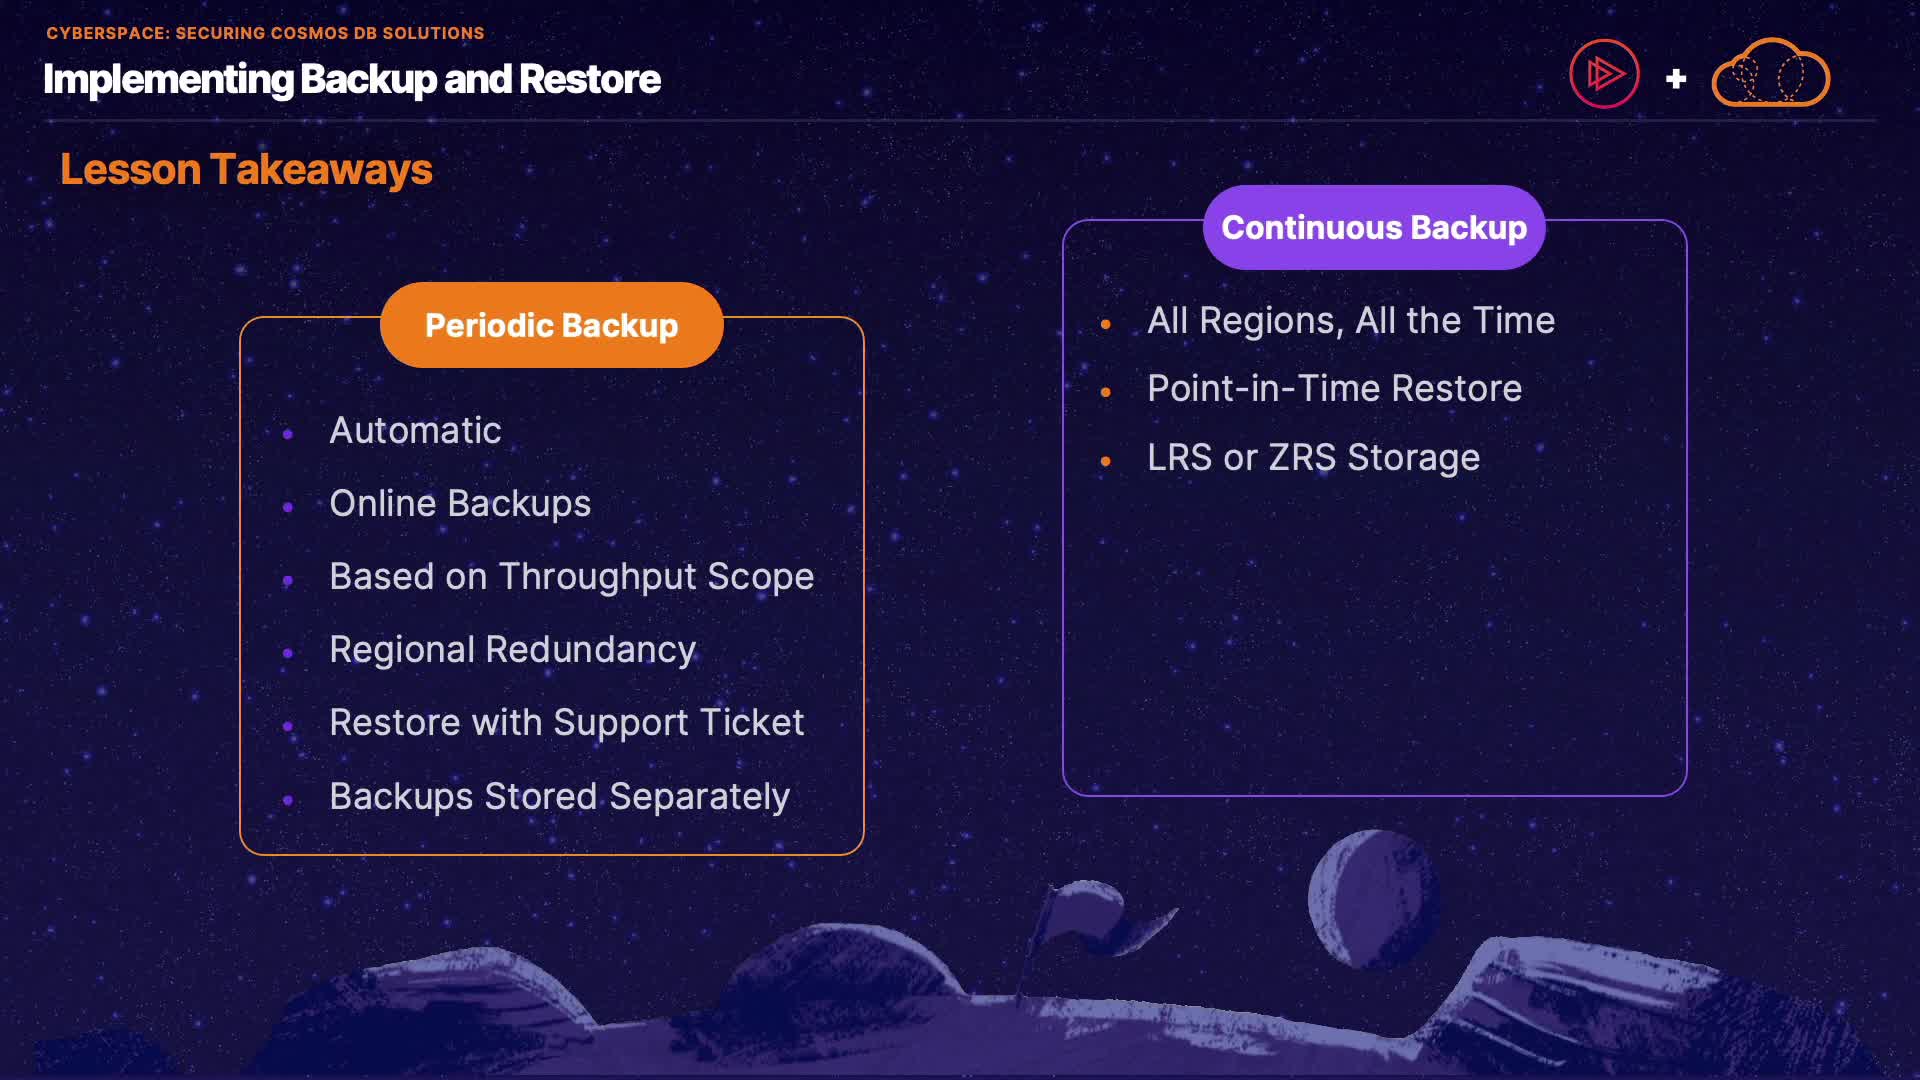 CYBERSPACE: SECURING COSMOS DB SOLUTIONS
Implementing Backup and Restore
+
Lesson Takeaways
Periodic Backup
Automatic
Online Backups
Based on Throughput Scope
Regional Redundancy
Restore with Support Ticket
Backups Stored Separately
Continuous Backup
All Regions, All the Time
Point-in-Time Restore
LRS or ZRS Storage